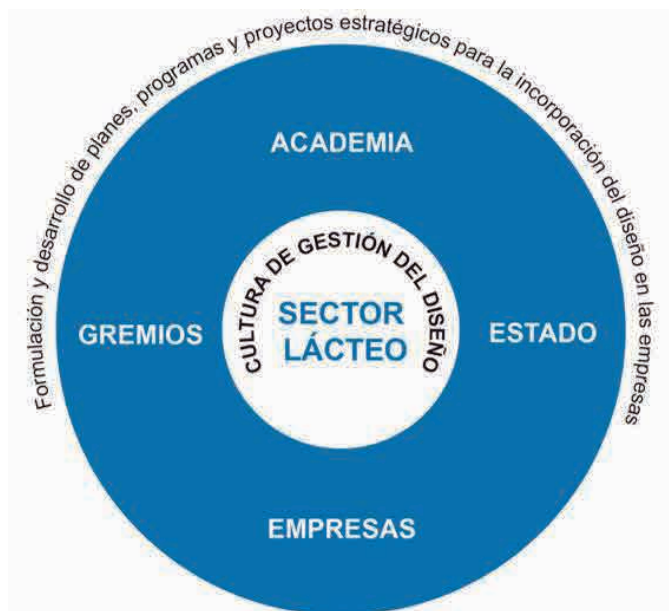 Formulación y desarrollo de planes, programas y proyectos estratégicos para la incorporación del diseño en las empresas
ACADEMIA
CULTURA DE GESTIÓN DEL DISEÑO
SECTOR
LÁCTEO
GREMIOS
ESTADO
EMPRESAS